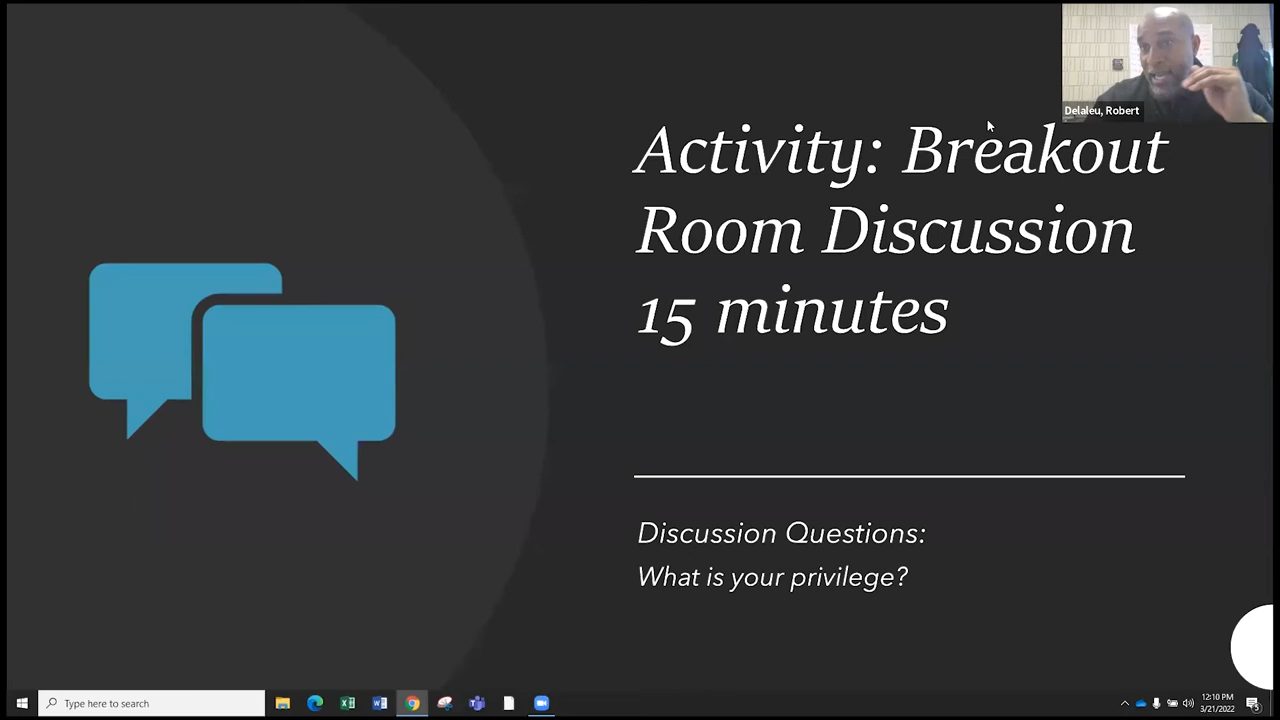 Delaleu, Robert
Activity: Breakout
Room Discussion
15 minutes
Discussion Questions:
What is your privilege?
Type here to search
12:10 PM
3/21/2022